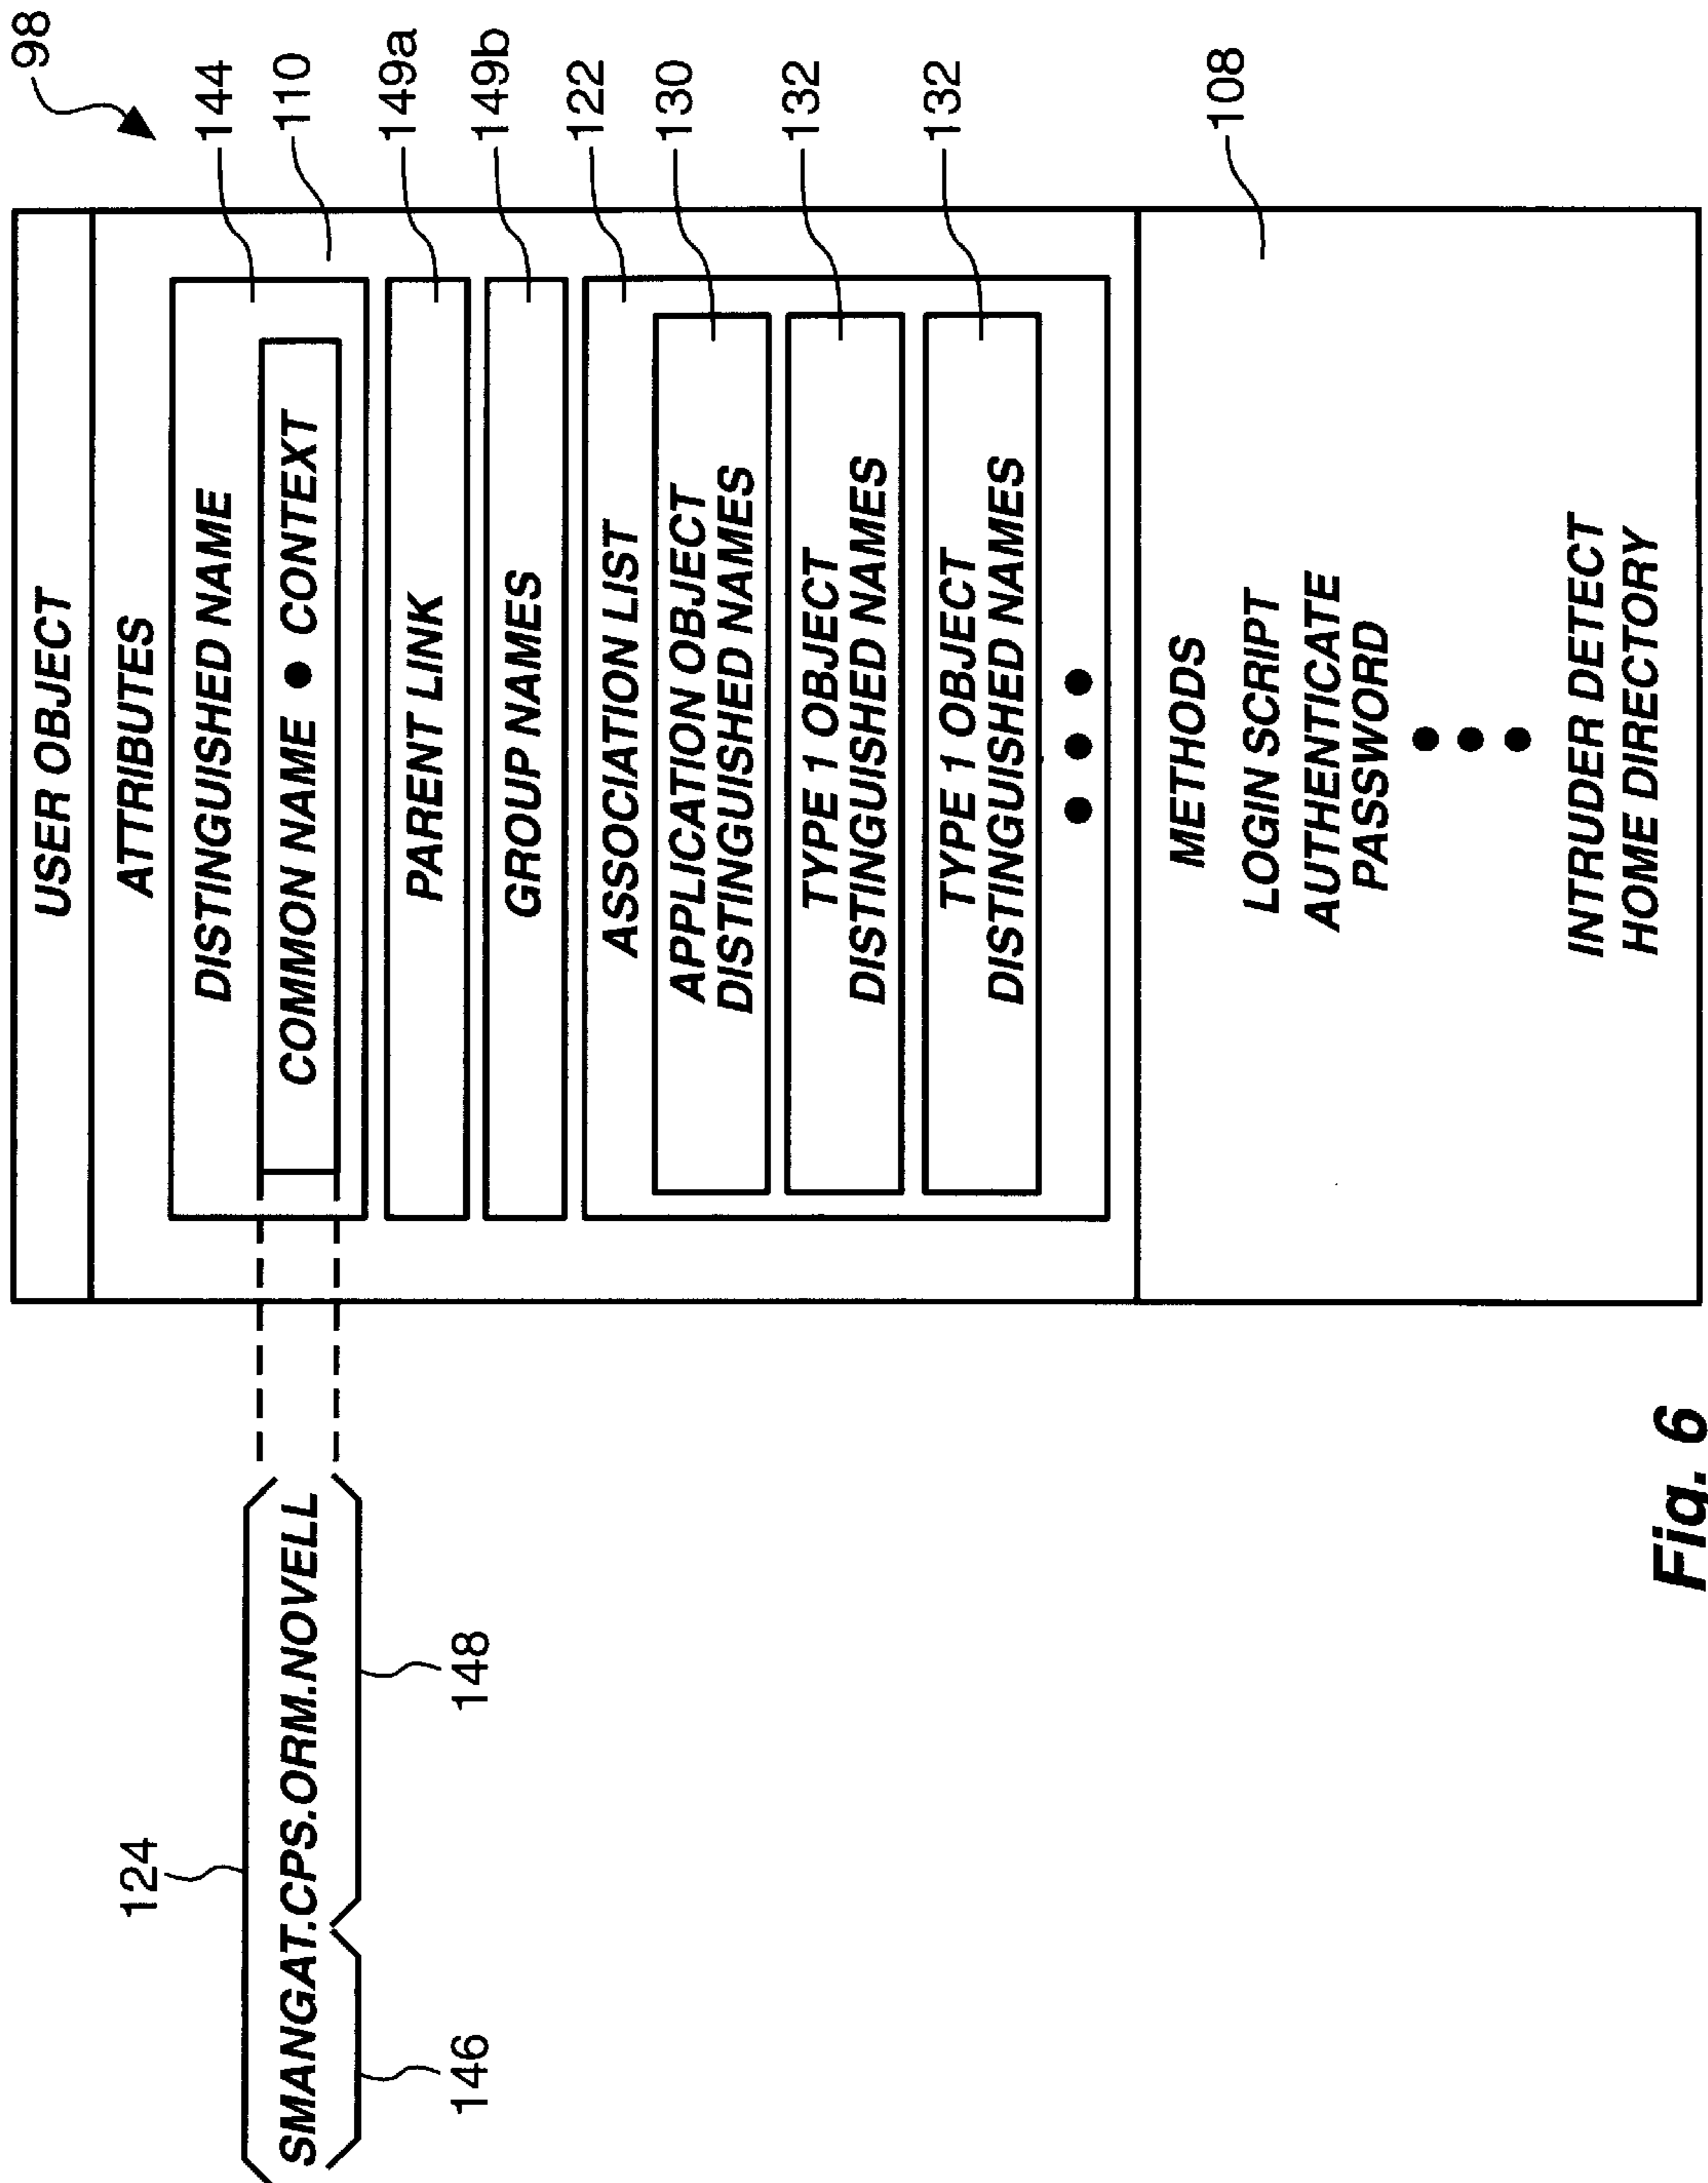 98
USER OBJECT
ATTRIBUTES
144
DISTINGUISHED NAME
110
124
SMANGAT.CPS.ORM.NOVELL
COMMON NAME ● CONTEXT
146
148
PARENT LINK
149a
GROUP NAMES
149b
ASSOCIATION LIST
122
APPLICATION OBJECT
DISTINGUISHED NAMES
130
TYPE 1 OBJECT
DISTINGUISHED NAMES
132
TYPE 1 OBJECT
DISTINGUISHED NAMES
132
● ● ●
METHODS
108
LOGIN SCRIPT
AUTHENTICATE
PASSWORD
●
●
●
INTRUDER DETECT
HOME DIRECTORY
Fig. 6